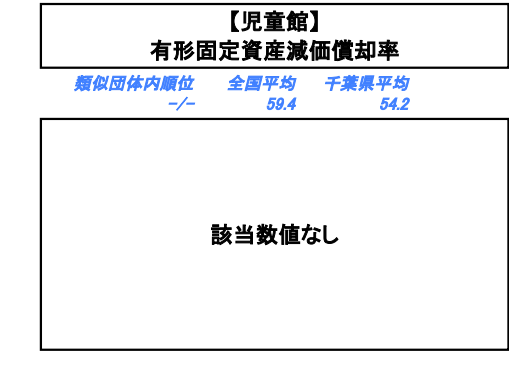 【児童館】
有形固定資産減価償却率
類似団体内順位 全国平均 千葉県平均
-/- 59.4 54.2
該当数値なし